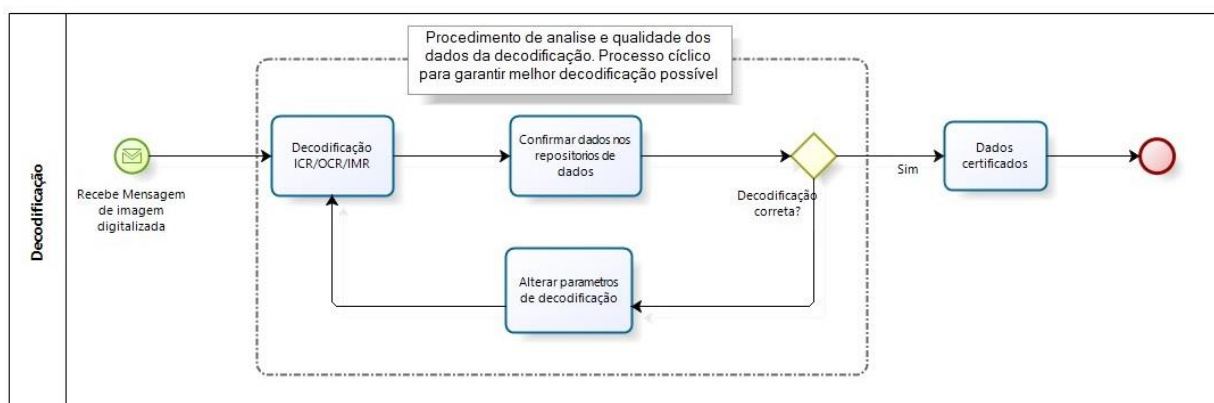 Decodificação
Procedimento de analise e qualidade dos
dados da decodificação. Processo cíclico
para garantir melhor decodificação possível
Recebe Mensagem
de imagem
digitalizada
Decodificação
ICR/OCR/IMR
Confirmar dados nos
repositorios de
dados
Decodificação
correta?
Sim
Dados
certificados
Alterar parametros
de decodificação